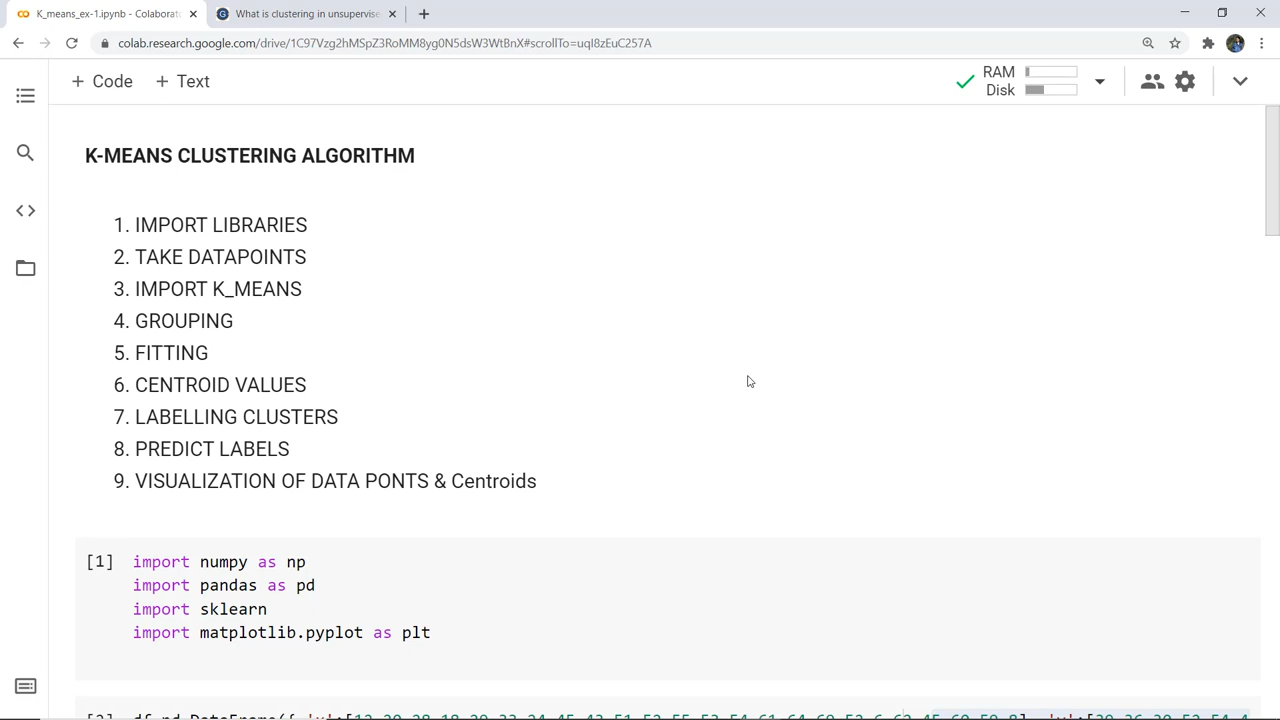 K_means_ex-1.ipynb - Colaborato
What is clustering in unsupervise
colab.research.google.com/drive/1C97Vzg2hMSpZ3RoMM8yg0N5dsW3WtBnX#scrollTo=uqI8zEuC257A
+ Code + Text
RAM
Disk
K-MEANS CLUSTERING ALGORITHM
1. IMPORT LIBRARIES
2. TAKE DATAPOINTS
3. IMPORT K_MEANS
4. GROUPING
5. FITTING
6. CENTROID VALUES
7. LABELLING CLUSTERS
8. PREDICT LABELS
9. VISUALIZATION OF DATA PONTS & Centroids
[1] import numpy as np
import pandas as pd
import sklearn
import matplotlib.pyplot as plt